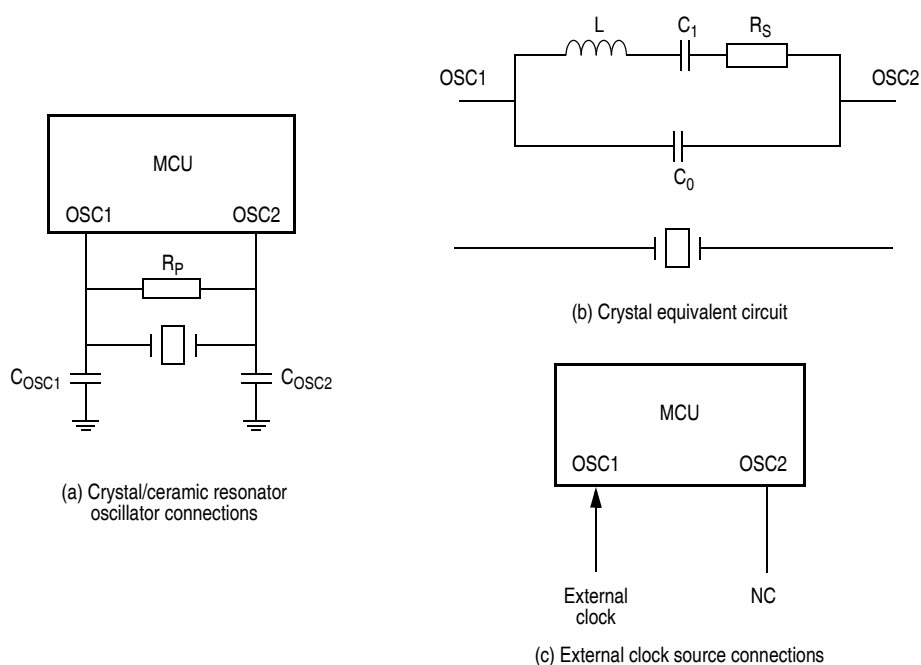 MCU
OSC1 OSC2
R_P
C_OSC1 C_OSC2
(a) Crystal/ceramic resonator
oscillator connections
L C_1 R_S
OSC1 OSC2
C_0
(b) Crystal equivalent circuit
MCU
OSC1 OSC2
External
clock
NC
(c) External clock source connections